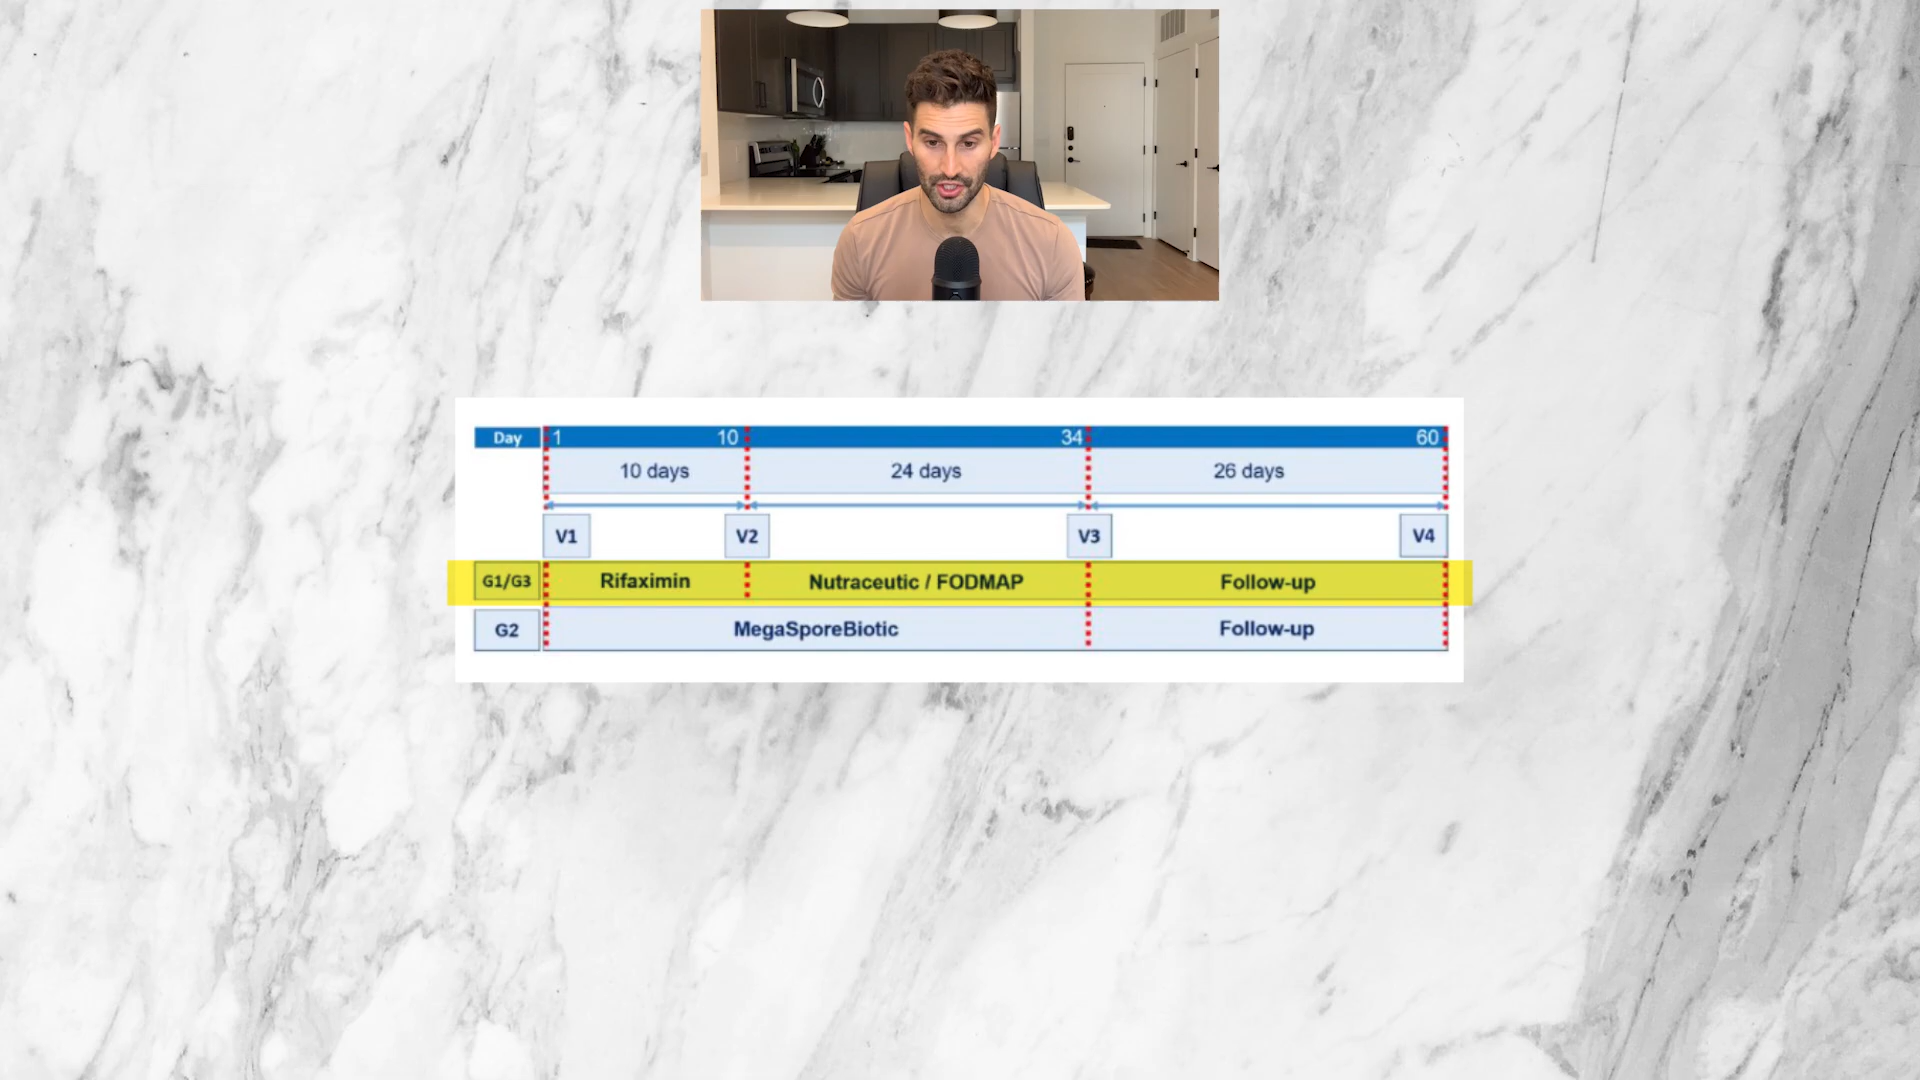 Day 1 10 34 60
10 days 24 days 26 days
V1 V2 V3 V4
G1/G3 Rifaximin Nutraceutic / FODMAP Follow-up
G2 MegaSporeBiotic Follow-up